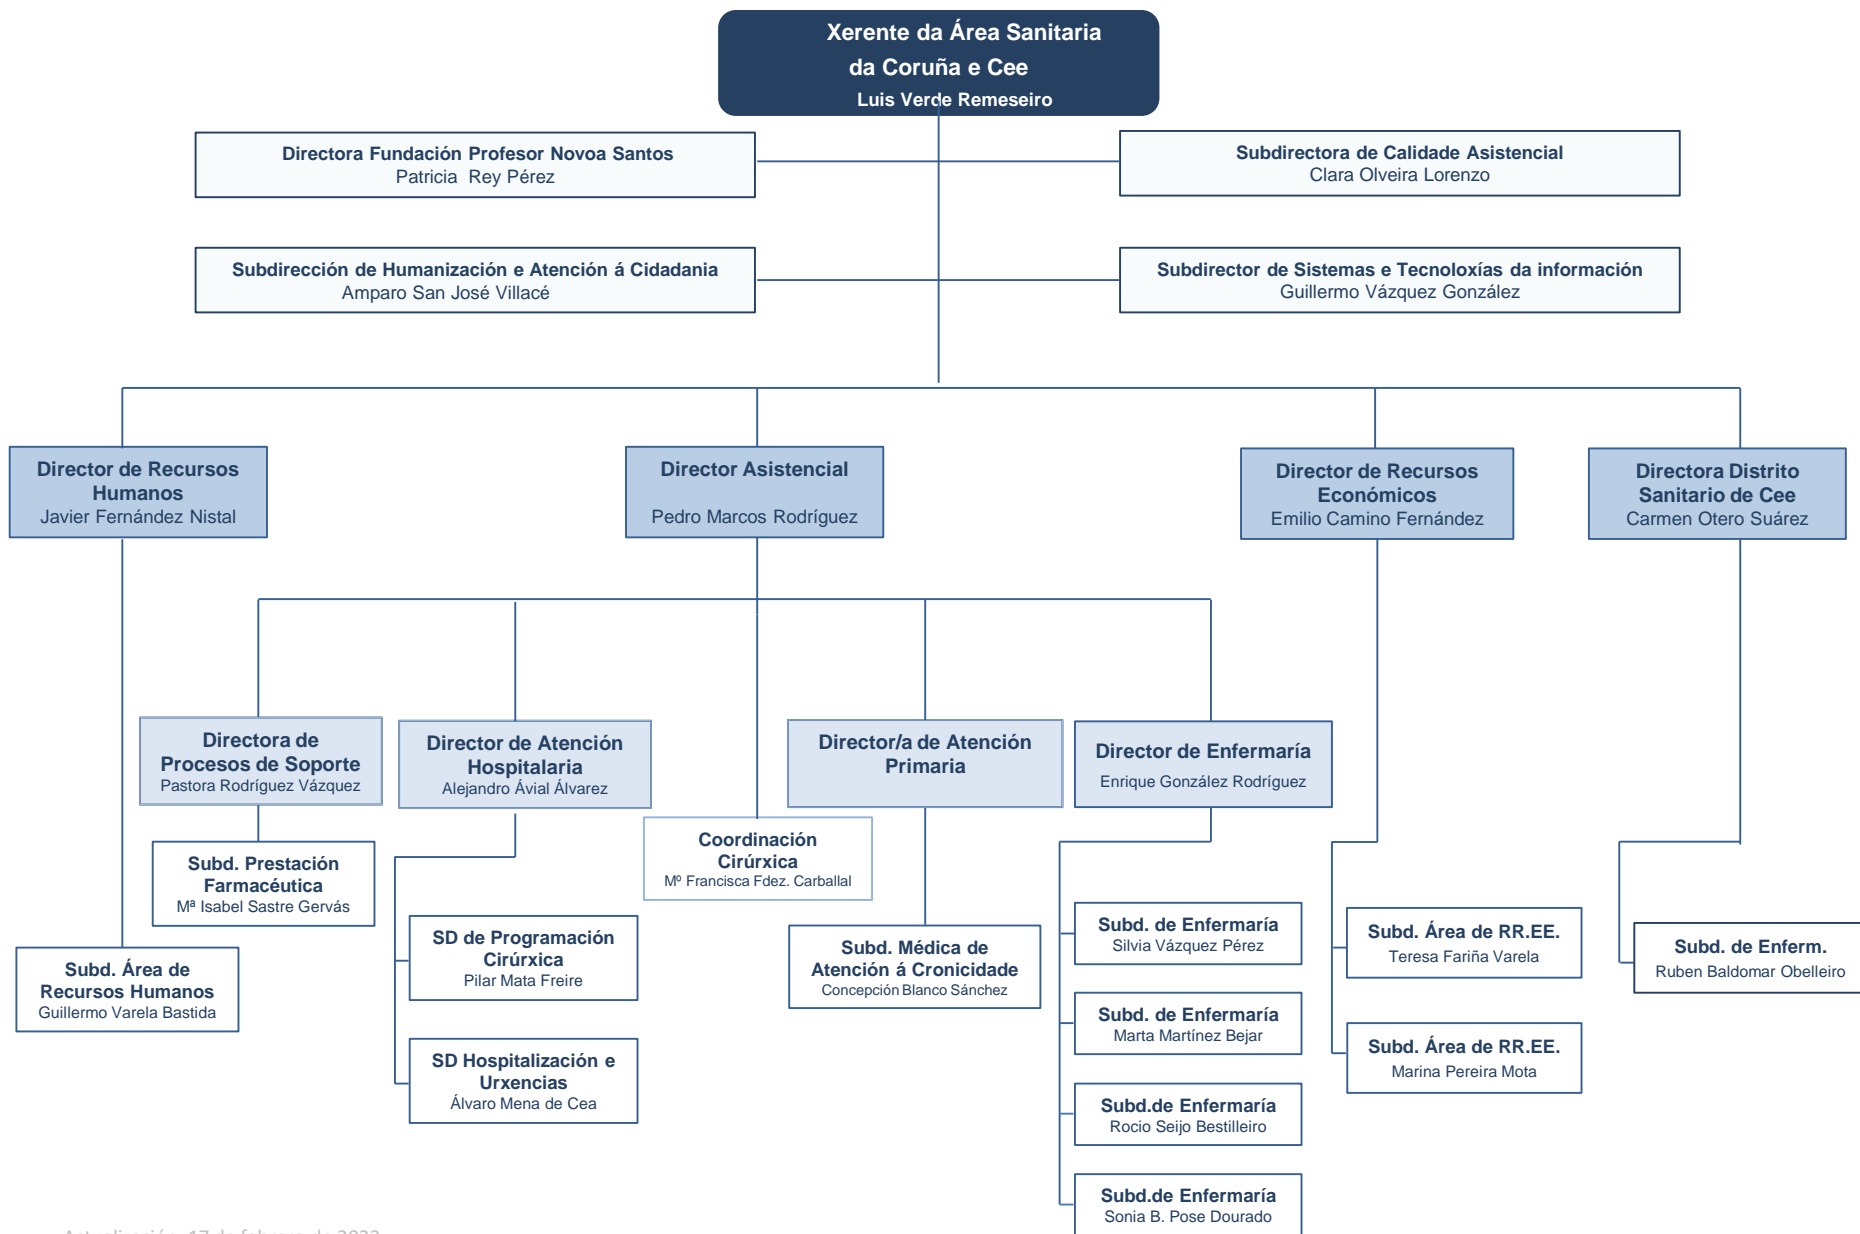 Xerente da Área Sanitaria
da Coruña e Cee
Luis Verde Remeseiro
Directora Fundación Profesor Novoa Santos
Patricia Rey Pérez
Subdirectora de Calidade Asistencial
Clara Olveira Lorenzo
Subdirección de Humanización e Atención á Cidadania
Amparo San José Villacé
Subdirector de Sistemas e Tecnoloxías da información
Guillermo Vázquez González
Director de Recursos
Humanos
Javier Fernández Nistal
Director Asistencial
Pedro Marcos Rodríguez
Director de Recursos
Económicos
Emilio Camino Fernández
Directora Distrito
Sanitario de Cee
Carmen Otero Suárez
Directora de
Procesos de Soporte
Pastora Rodríguez Vázquez
Director de Atención
Hospitalaria
Alejandro Ávial Álvarez
Director/a de Atención
Primaria
Director de Enfermaría
Enrique González Rodríguez
Subd. Prestación
Farmacéutica
Mª Isabel Sastre Gervás
Coordinación
Cirúrxica
Mº Francisca Fdez. Carballal
Subd. Área de
Recursos Humanos
Guillermo Varela Bastida
SD de Programación
Cirúrxica
Pilar Mata Freire
SD Hospitalización e
Urxencias
Álvaro Mena de Cea
Subd. Médica de
Atención á Cronicidade
Concepción Blanco Sánchez
Subd. de Enfermaría
Silvia Vázquez Pérez
Subd. de Enfermaría
Marta Martínez Bejar
Subd.de Enfermaría
Rocio Seijo Bestilleiro
Subd.de Enfermaría
Sonia B. Pose Dourado
Subd. Área de RR.EE.
Teresa Fariña Varela
Subd. Área de RR.EE.
Marina Pereira Mota
Subd. de Enferm.
Ruben Baldomar Obelleiro